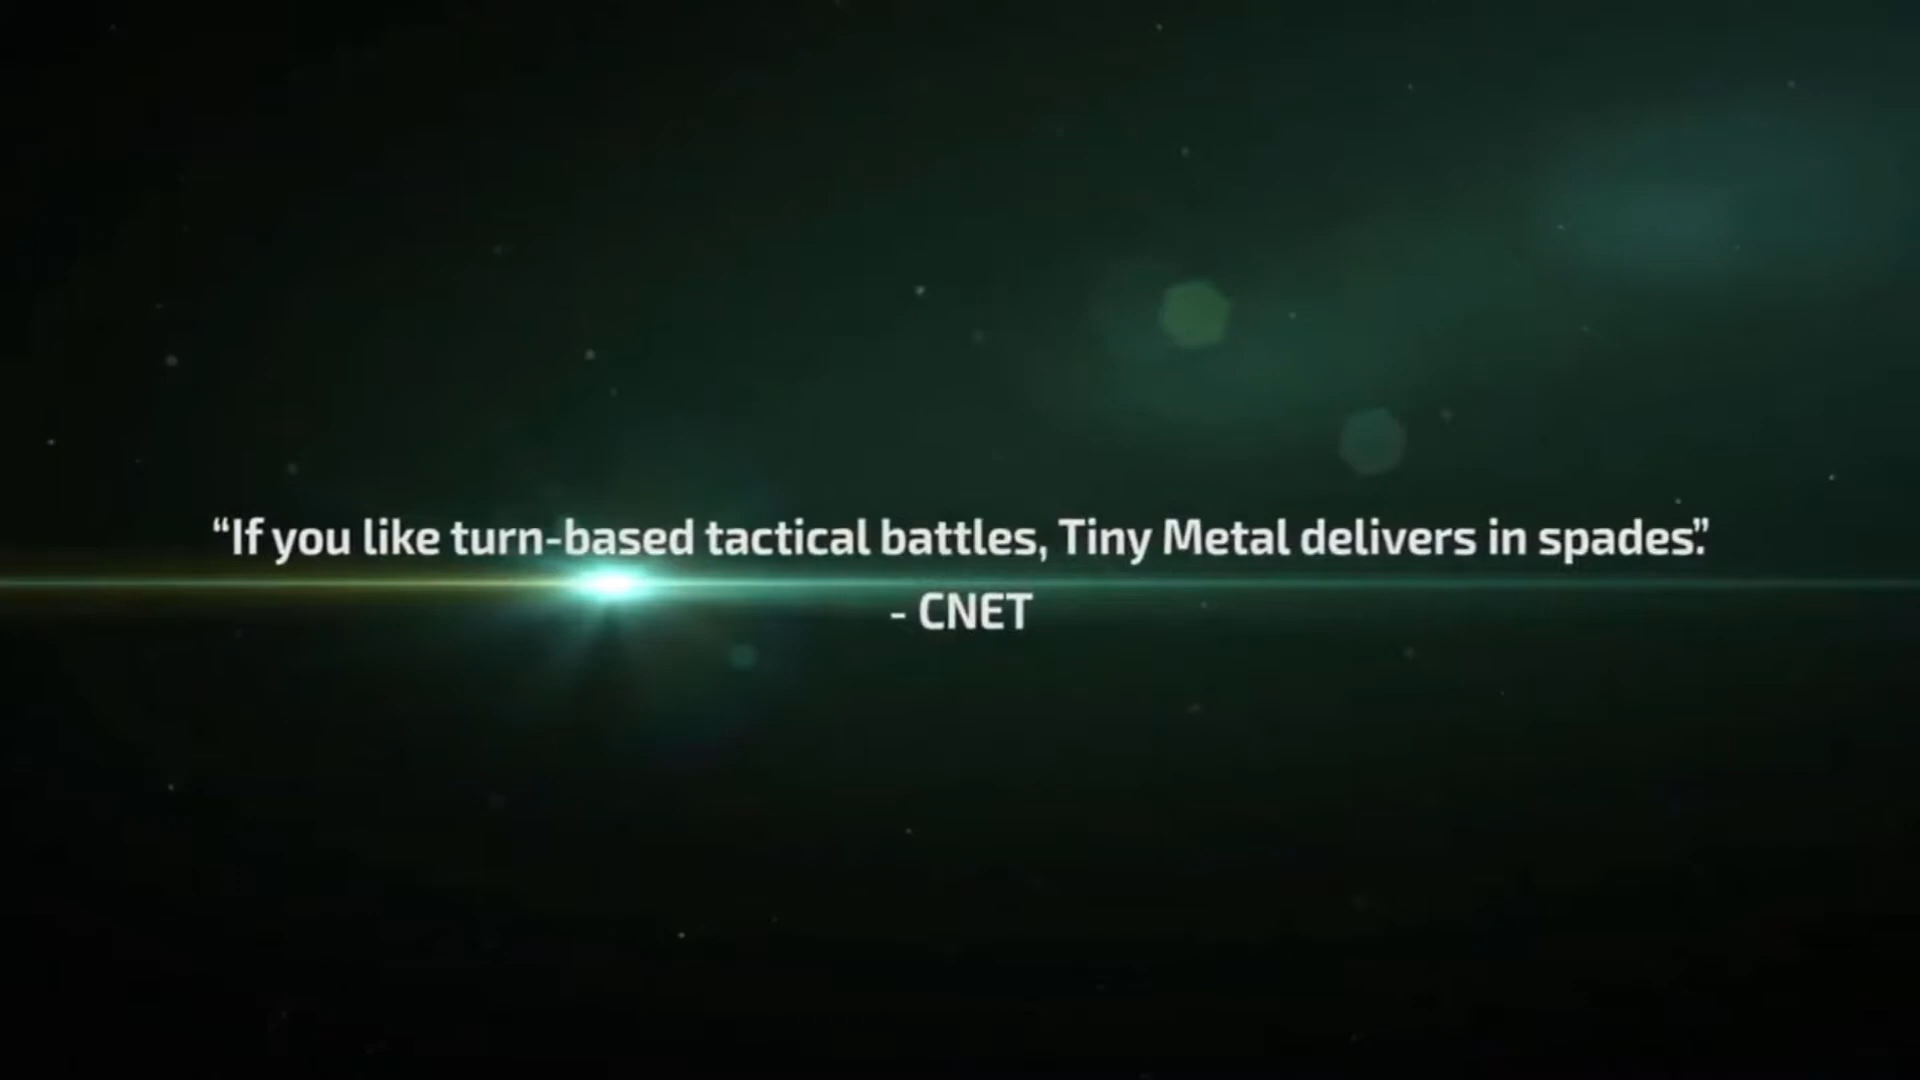 “If you like turn-based tactical battles, Tiny Metal delivers in spades.”
- CNET